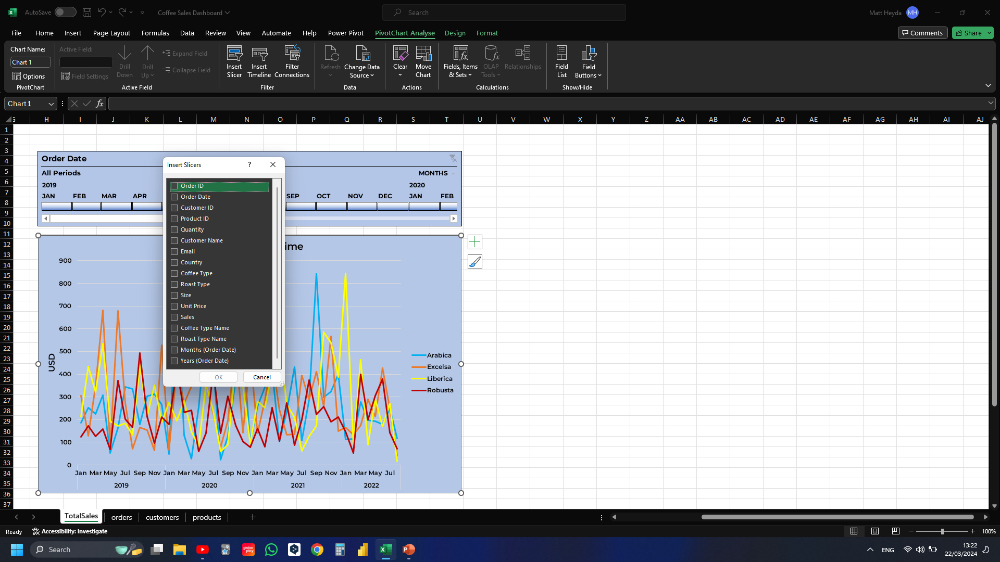 AutoSave
Coffee Sales Dashboard
Search
Matt Heyda MH
File Home Insert Page Layout Formulas Data Review View Automate Help Power Pivot PivotChart Analyse Design Format Comments Share
Chart Name:
Chart 1
Options
PivotChart
Active Field:
Field Settings
Drill Down
Drill Up
Expand Field
Collapse Field
Active Field
Insert Slicer
Insert Timeline
Filter Connections
Filter
Refresh
Change Data Source
Data
Clear
Move Chart
Actions
Fields, Items & Sets
OLAP Tools
Relationships
Calculations
Field List
Field Buttons
Show/Hide
Chart 1 fx
H I J K L M N O P Q R S T U V W X Y Z AA AB AC AD AE AF AG AH AI AJ
1
2
3
4
5
6
7
8
9
10
11
12
13
14
15
16
17
18
19
20
21
22
23
24
25
26
27
28
29
30
31
32
33
34
35
36
37
Order Date
All Periods MONTHS
2019 2020
JAN FEB MAR APR SEP OCT NOV DEC JAN FEB
Insert Slicers ? 
Order ID
Order Date
Customer ID
Product ID
Quantity
Customer Name
Email
Country
Coffee Type
Roast Type
Size
Unit Price
Sales
Coffee Type Name
Roast Type Name
Months (Order Date)
Years (Order Date)
OK Cancel
ime
USD
900
800
700
600
500
400
300
200
100
0
Jan Mar May Jul Sep Nov Jan Mar May Jul Sep Nov Jan Mar May Jul Sep Nov Jan Mar May Jul
2019 2020 2021 2022
Arabica
Excelsa
Liberica
Robusta
TotalSales orders customers products
Ready Accessibility: Investigate 100%
Search
globo play
ENG
13:22
22/03/2024